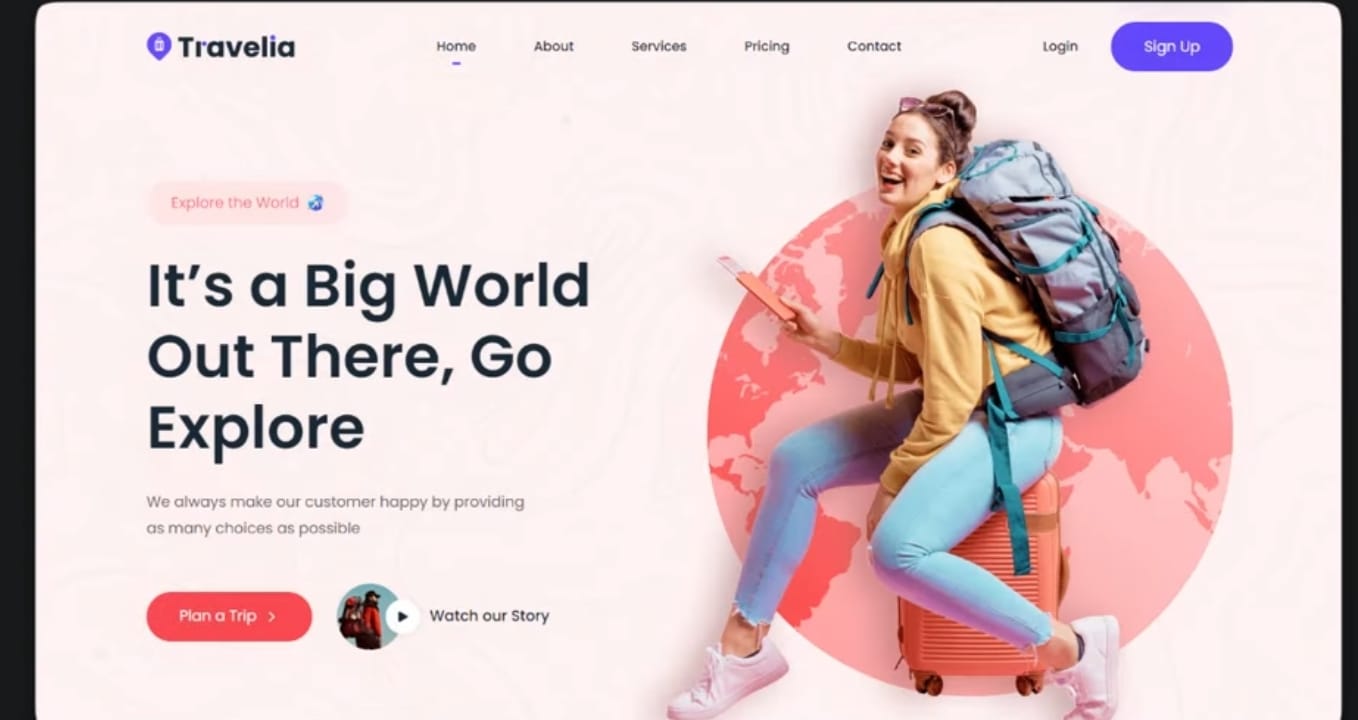 Travelia
Home
About
Services
Pricing
Contact
Login
Sign Up
Explore the World
It’s a Big World
Out There, Go
Explore
We always make our customer happy by providing
as many choices as possible
Plan a Trip
Watch our Story